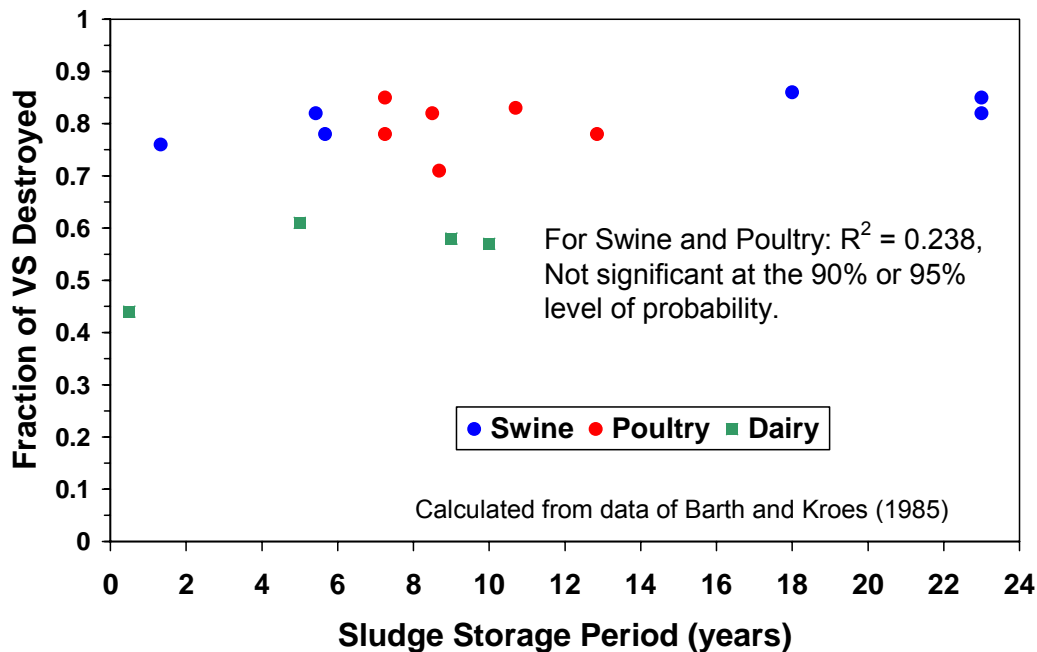 Fraction of VS Destroyed
1
0.9
0.8
0.7
0.6
0.5
0.4
0.3
0.2
0.1
0
For Swine and Poultry: R² = 0.238,
Not significant at the 90% or 95%
level of probability.
Swine Poultry Dairy
Calculated from data of Barth and Kroes (1985)
0 2 4 6 8 10 12 14 16 18 20 22 24
Sludge Storage Period (years)